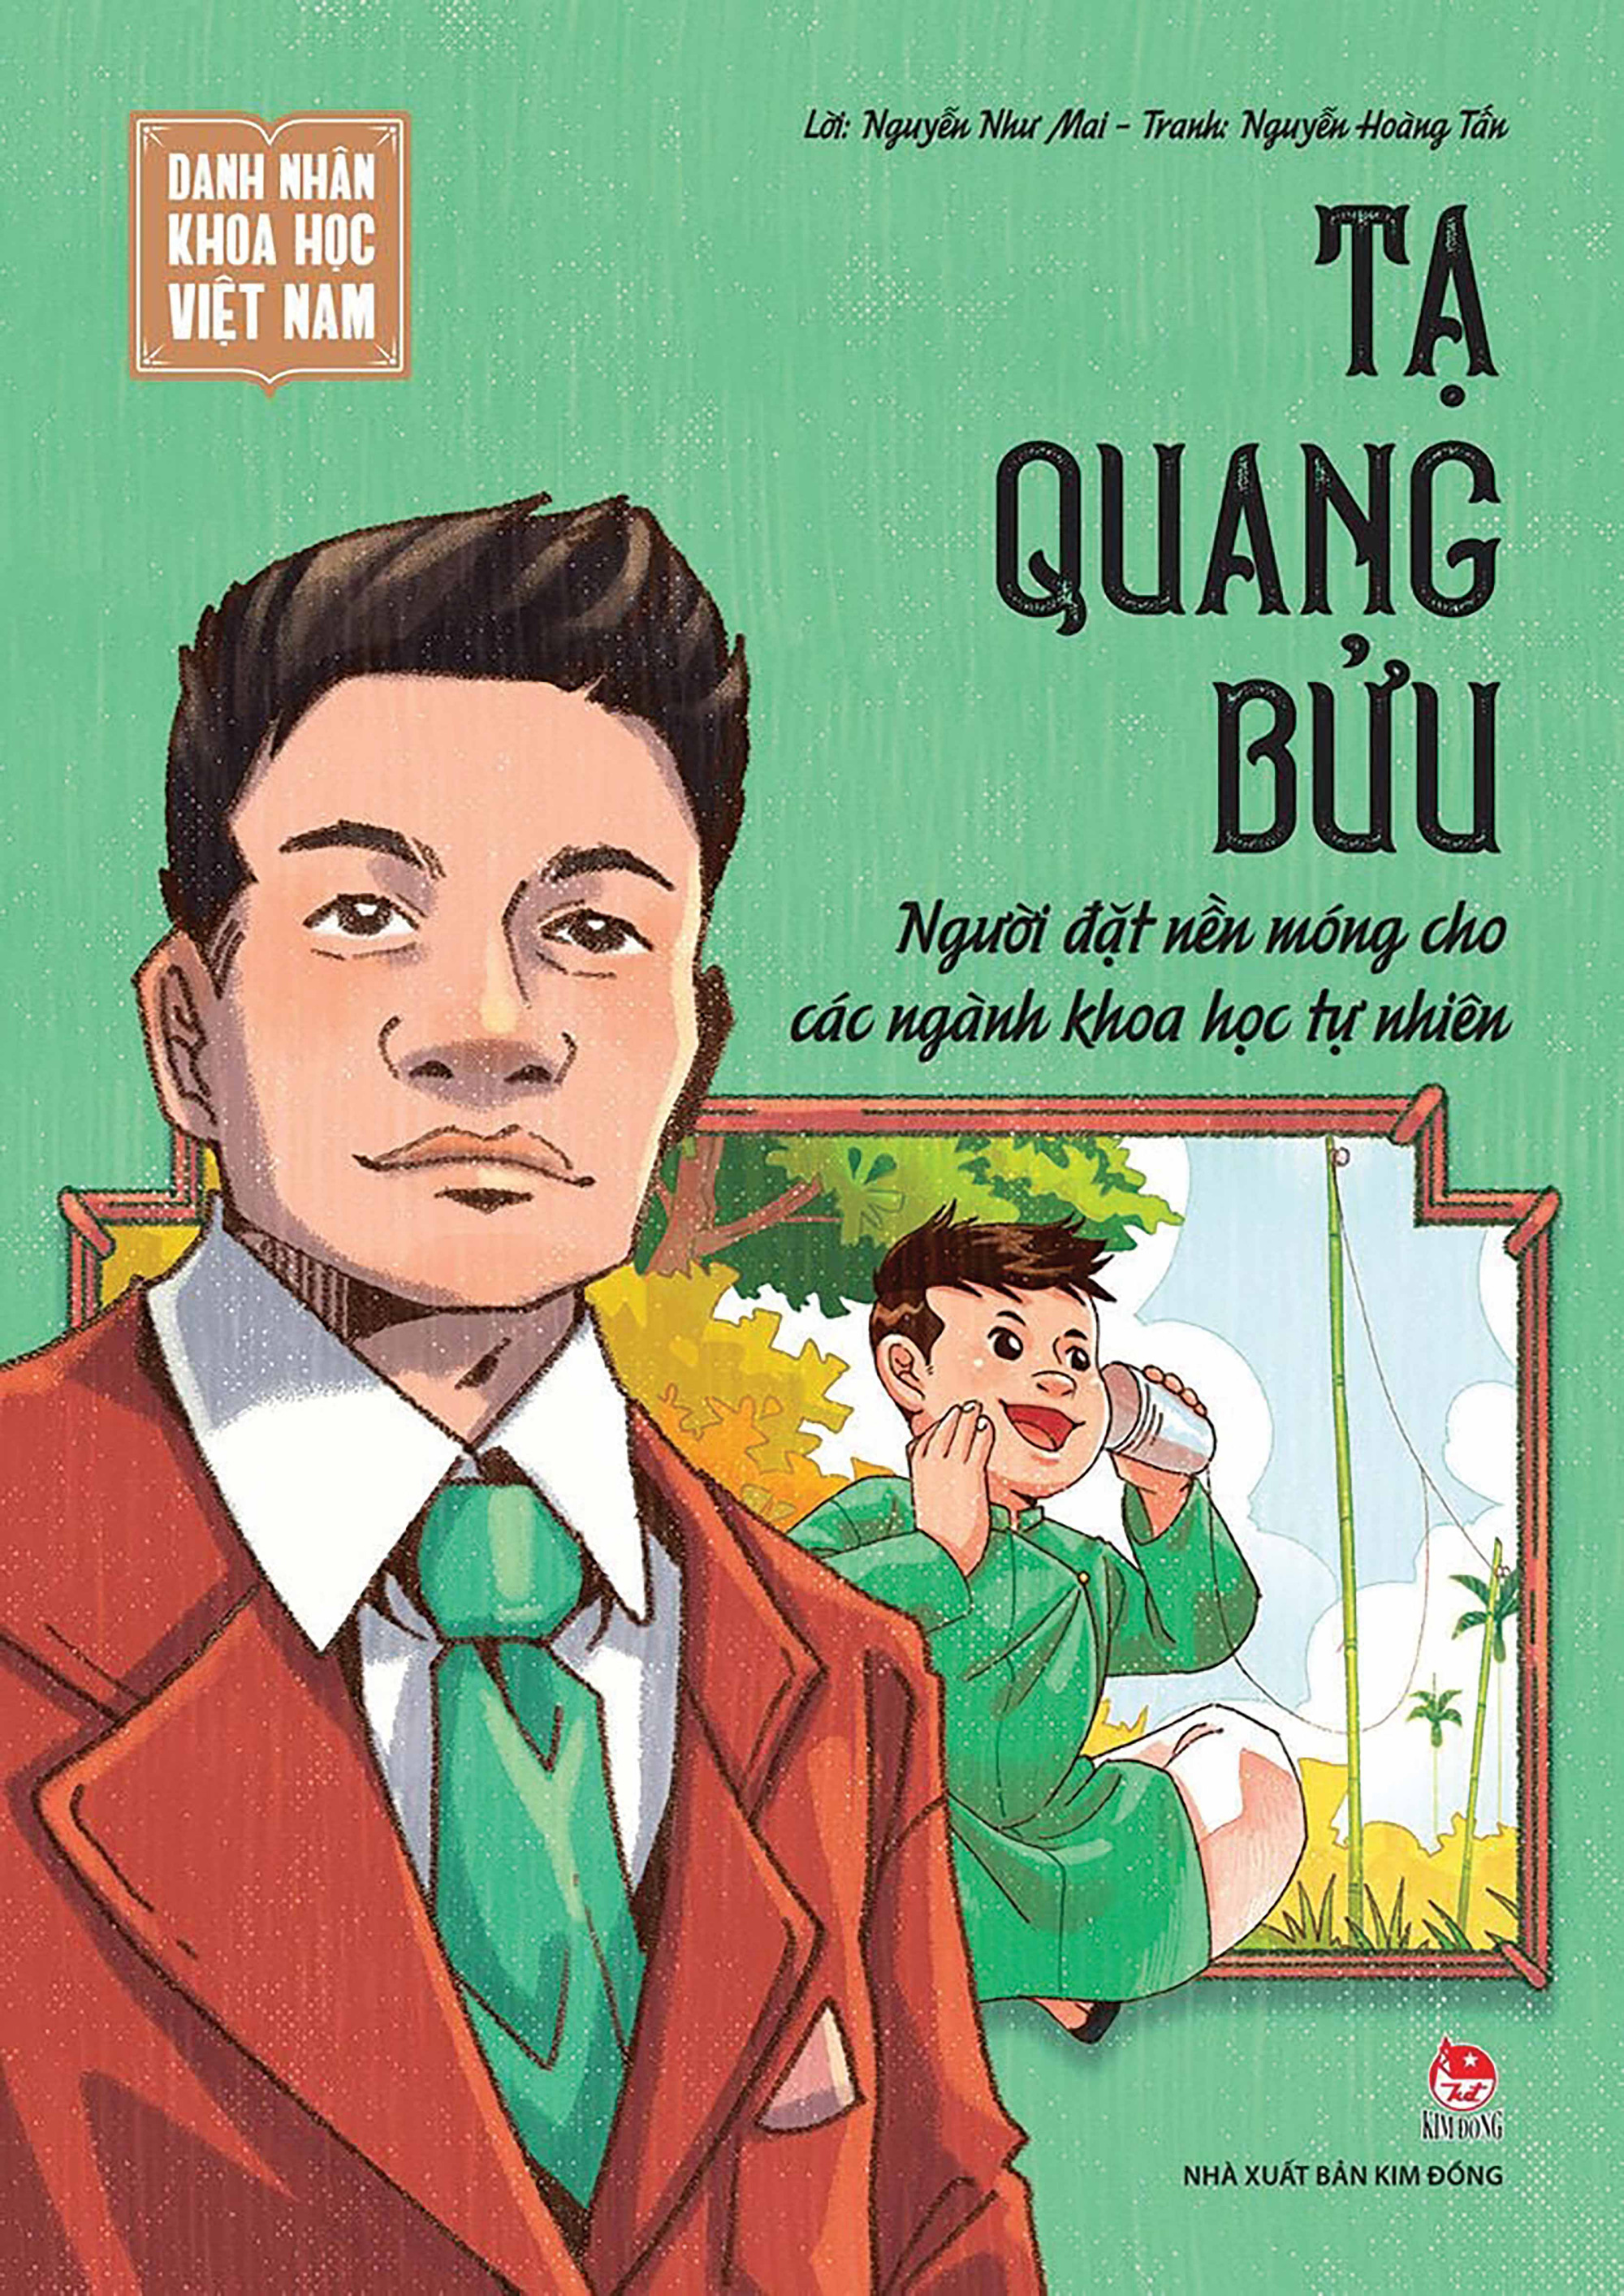 Lời: Nguyễn Như Mai - Tranh: Nguyễn Hoàng Tấn
DANH NHÂN
KHOA HỌC
VIỆT NAM
TẠ
QUANG
BỬU
Người đặt nền móng cho
các ngành khoa học tự nhiên
Kđ
KIM ĐỒNG
NHÀ XUẤT BẢN KIM ĐỒNG